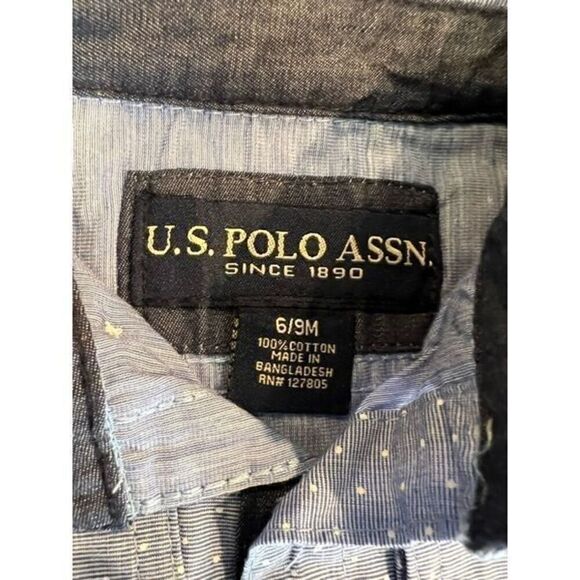 U.S. POLO ASSN.
SINCE 1890
6/9M
100% COTTON
MADE IN
BANGLADESH
RN# 127805